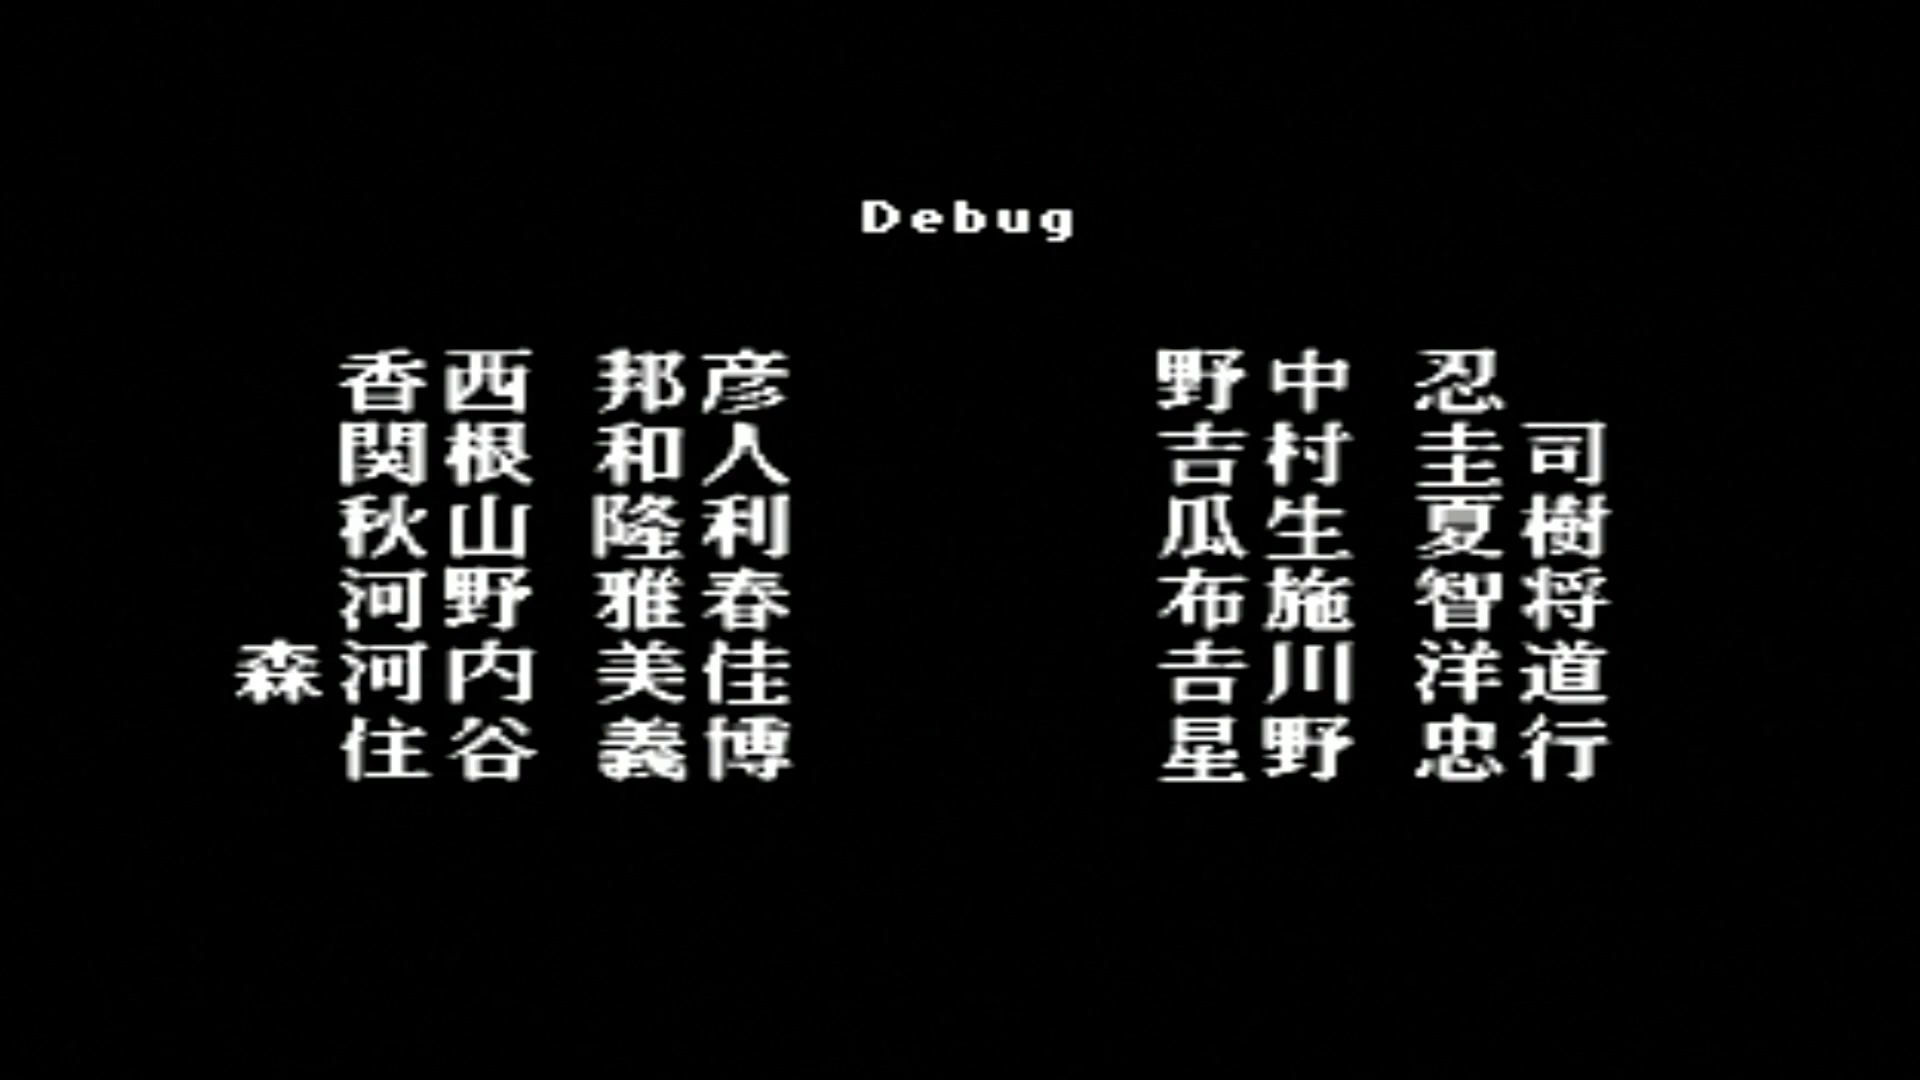 Debug
香西 邦彦 野中 忍
関根 和人 吉村 圭司
秋山 隆利 瓜生 夏樹
河野 雅春 布施 智将
森河内 美佳 吉川 洋道
住谷 義博 星野 忠行